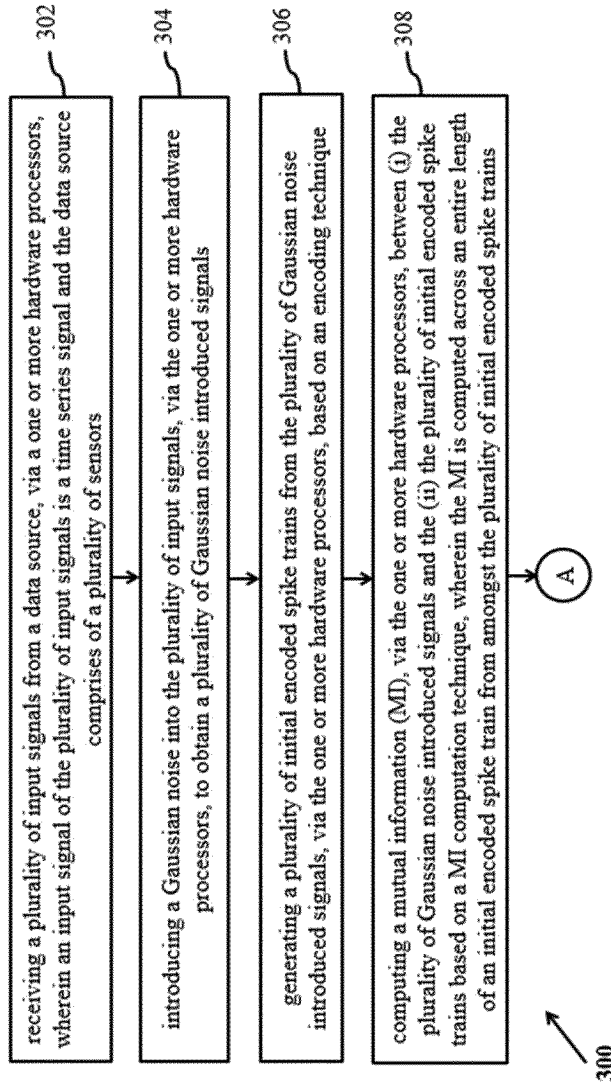 receiving a plurality of input signals from a data source, via a one or more hardware processors,
wherein an input signal of the plurality of input signals is a time series signal and the data source
comprises of a plurality of sensors
302
introducing a Gaussian noise into the plurality of input signals, via the one or more hardware
processors, to obtain a plurality of Gaussian noise introduced signals
304
generating a plurality of initial encoded spike trains from the plurality of Gaussian noise
introduced signals, via the one or more hardware processors, based on an encoding technique
306
computing a mutual information (MI), via the one or more hardware processors, between (i) the
plurality of Gaussian noise introduced signals and the (ii) the plurality of initial encoded spike
trains based on a MI computation technique, wherein the MI is computed across an entire length
of an initial encoded spike train from amongst the plurality of initial encoded spike trains
308
A
300